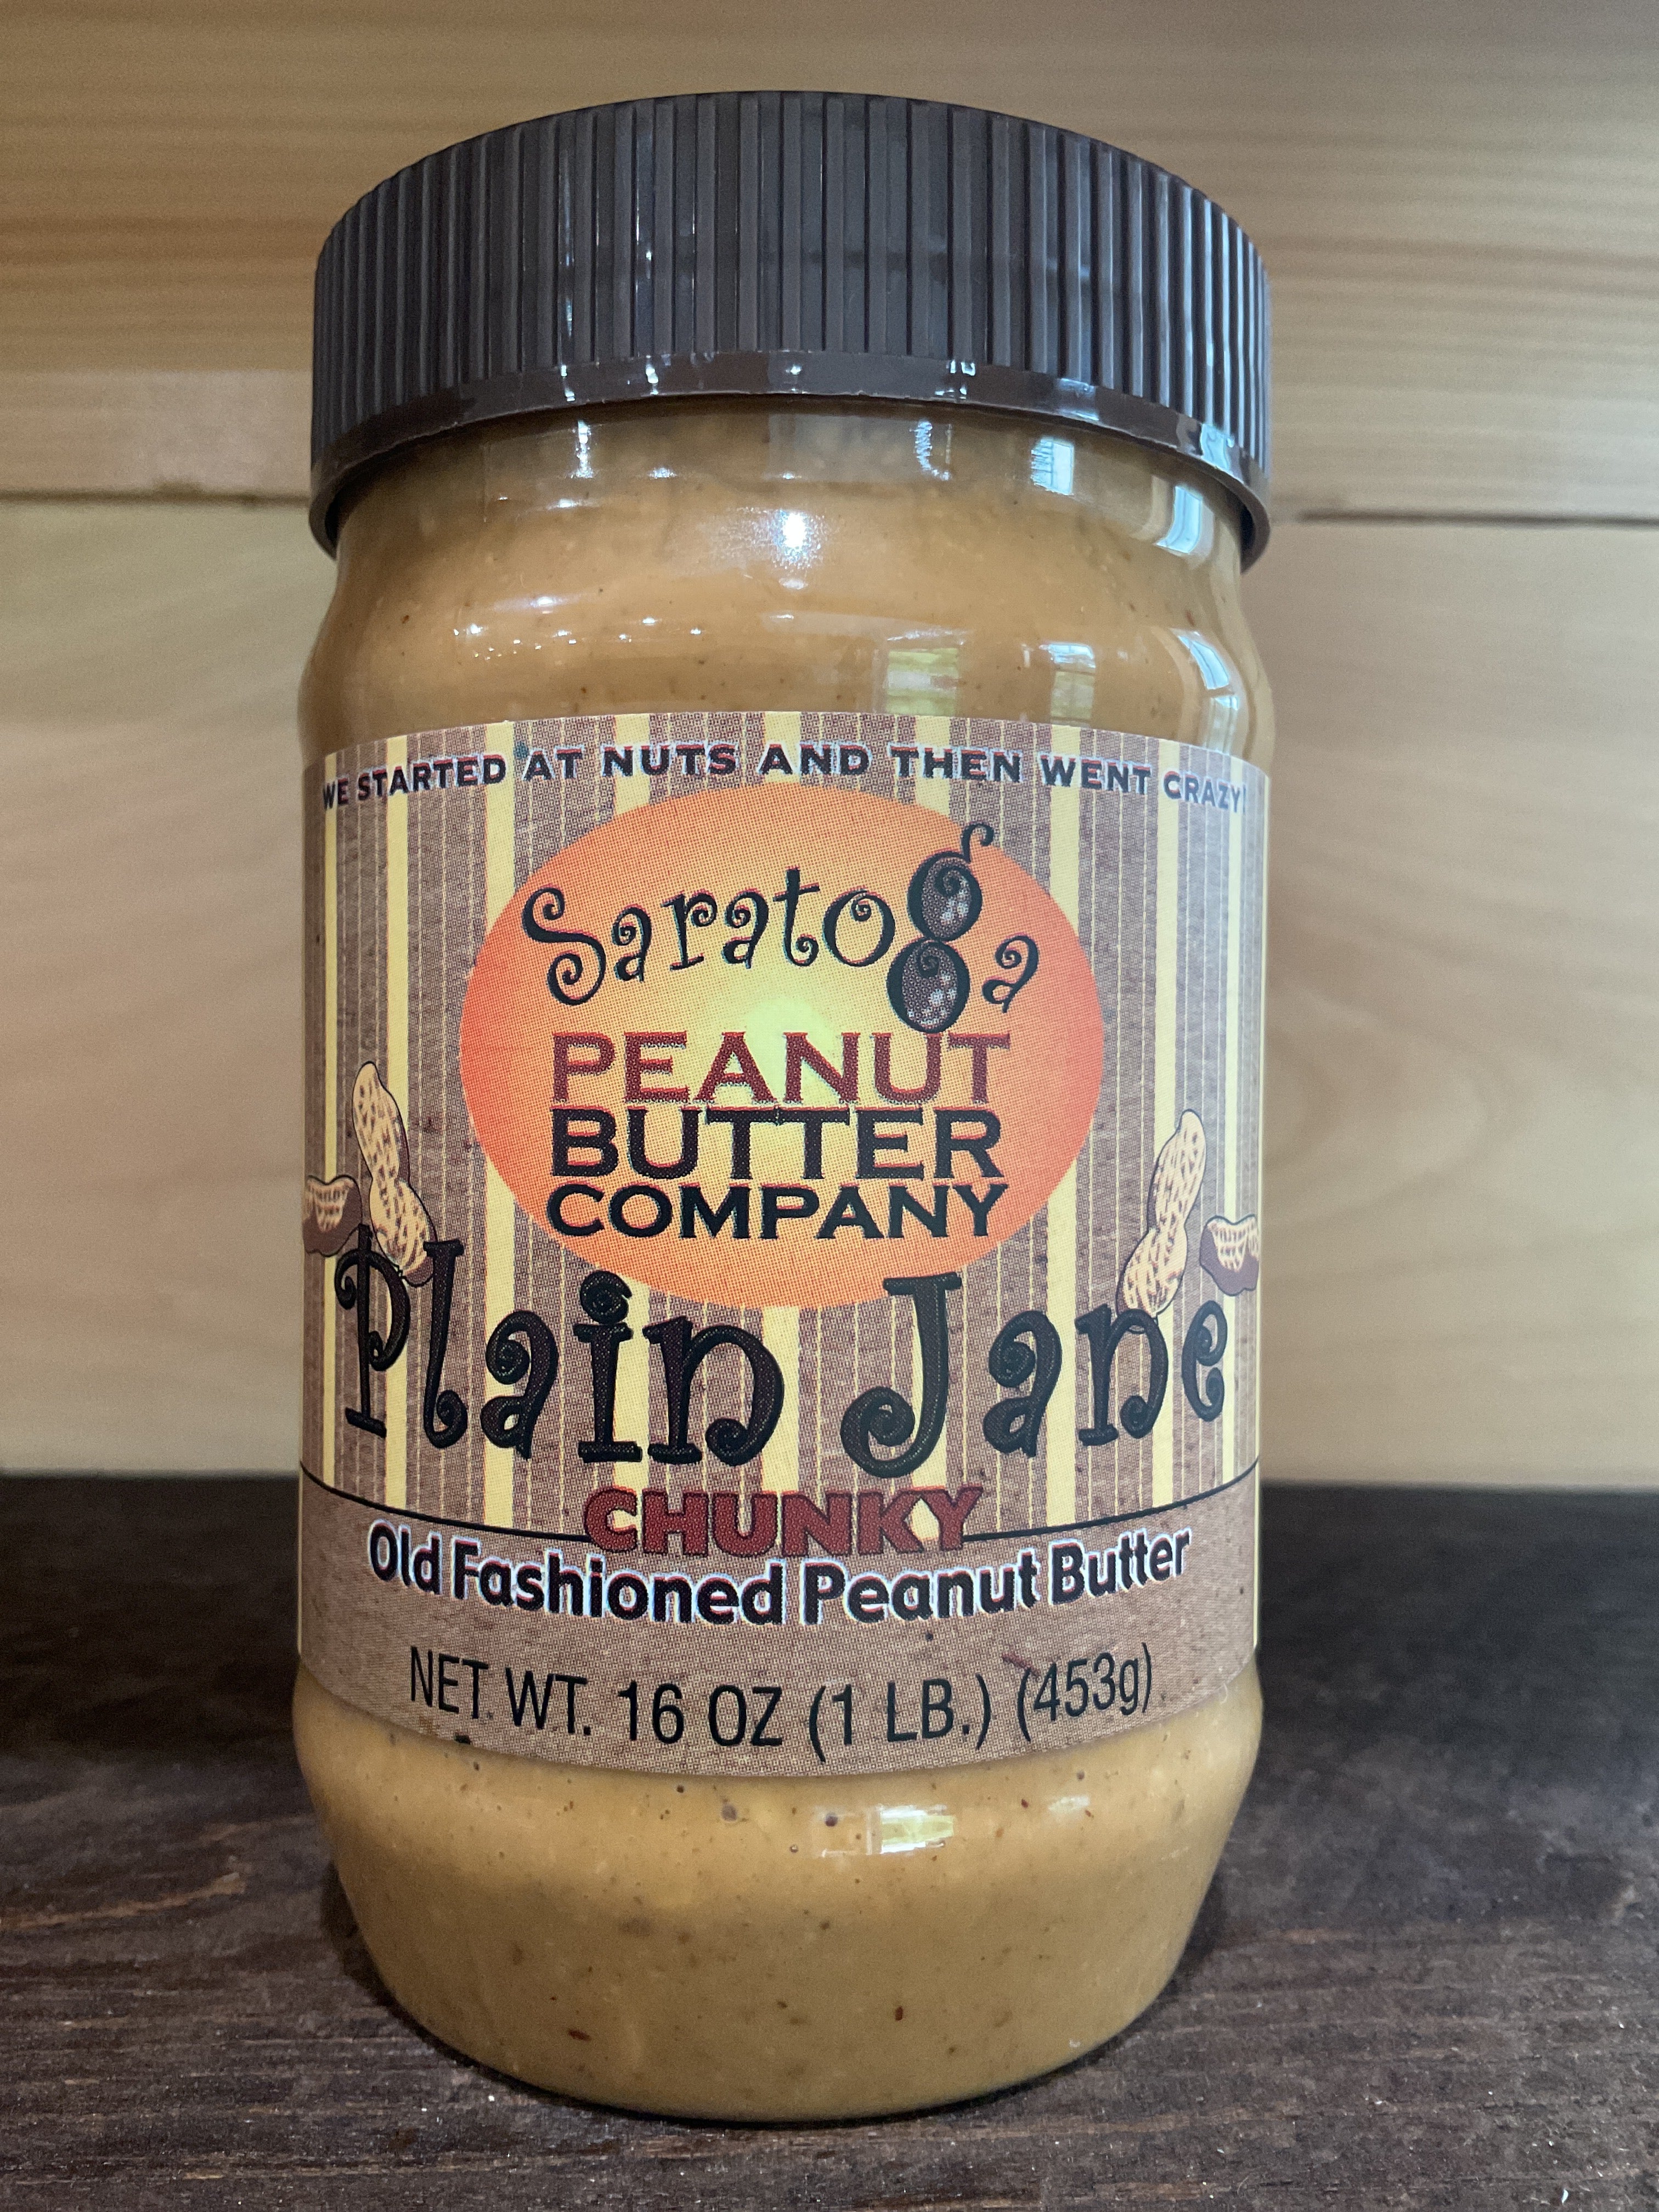 WE STARTED AT NUTS AND THEN WENT CRAZY!
Saratoga
PEANUT
BUTTER
COMPANY
Plain Jane
CHUNKY
Old Fashioned Peanut Butter
NET WT. 16 OZ (1 LB.) (453g)